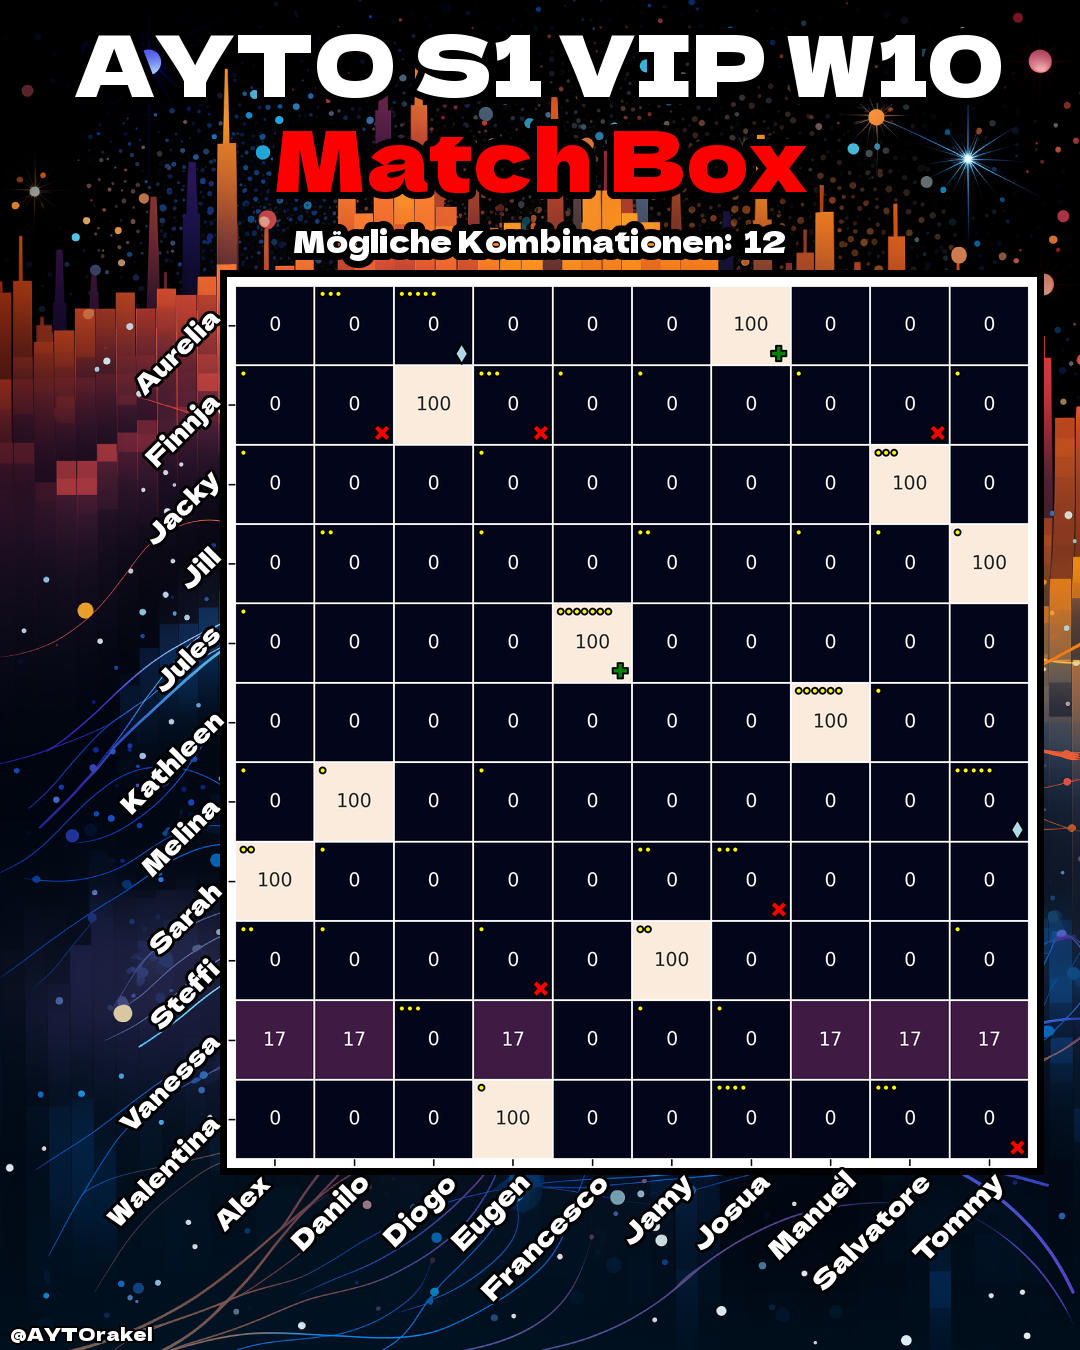 AYTO S1 VIP W10
Match Box
Mögliche Kombinationen: 12
Aurelia 0 0 0 0 0 0 100 0 0 0
Finnja 0 0 100 0 0 0 0 0 0 0
Jacky 0 0 0 0 0 0 0 0 100 0
Jill 0 0 0 0 0 0 0 0 0 100
Jules 0 0 0 0 100 0 0 0 0 0
Kathleen 0 0 0 0 0 0 0 100 0 0
Melina 0 100 0 0 0 0 0 0 0 0
Sarah 100 0 0 0 0 0 0 0 0 0
Steffi 0 0 0 0 0 100 0 0 0 0
Vanessa 17 17 0 17 0 0 0 17 17 17
Walentina 0 0 0 100 0 0 0 0 0 0
Alex Danilo Diogo Eugen Francesco Jamy Josua Manuel Salvatore Tommy
@AYTOrakel